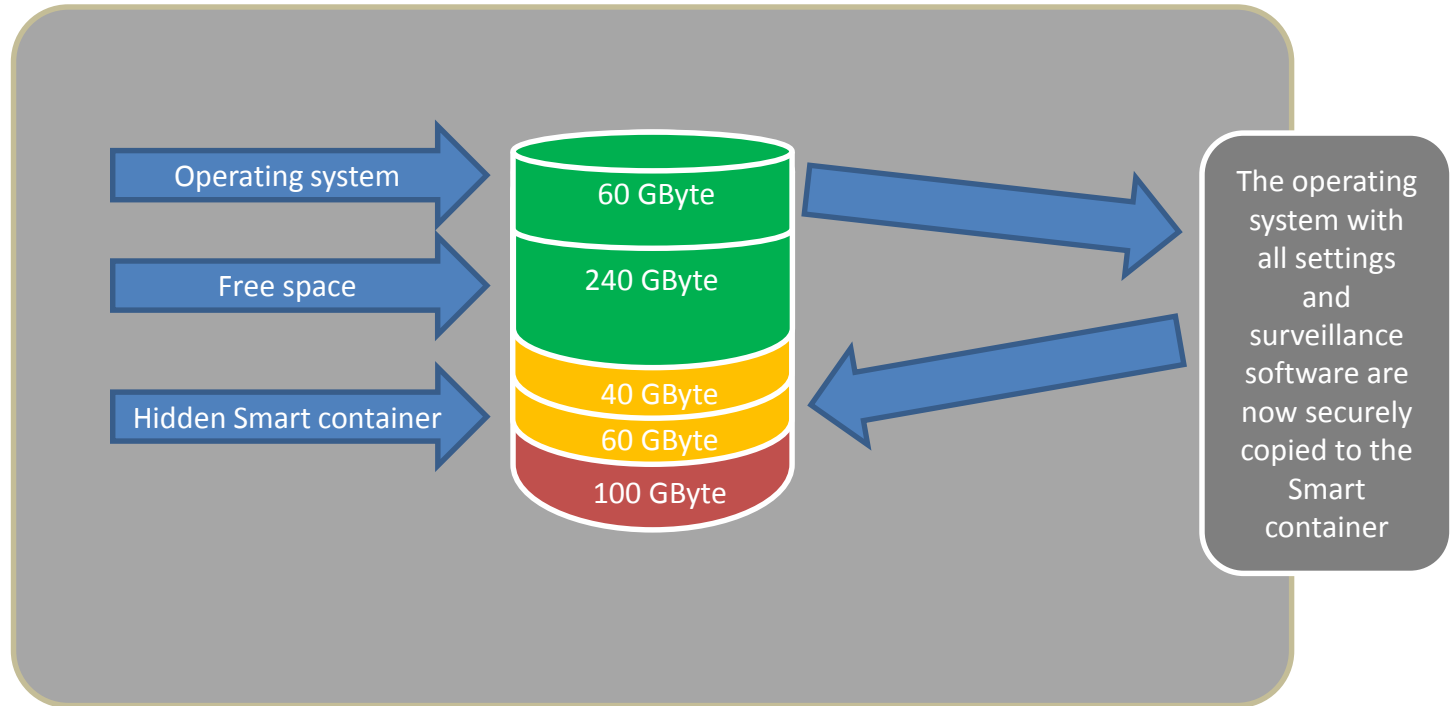 Operating system
Free space
Hidden Smart container
60 GByte
240 GByte
40 GByte
60 GByte
100 GByte
The operating
system with
all settings
and
surveillance
software are
now securely
copied to the
Smart
container